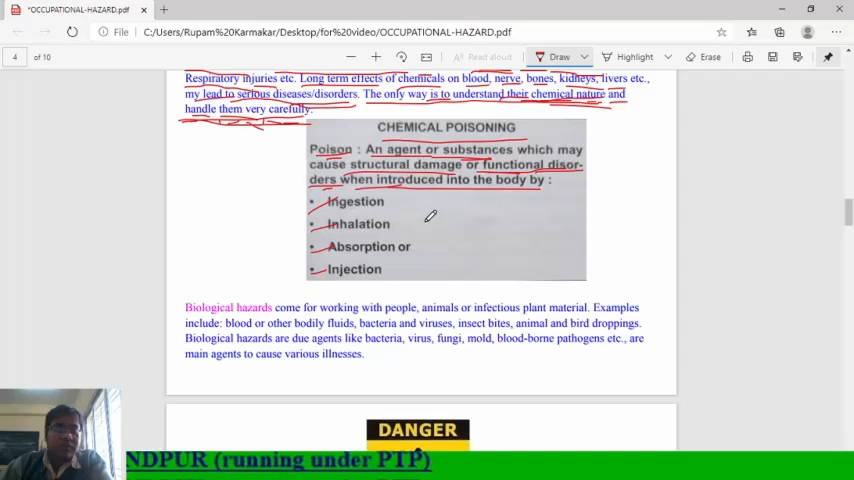 *OCCUPATIONAL-HAZARD.pdf
File C:/Users/Rupam%20Karmakar/Desktop/for%20video/OCCUPATIONAL-HAZARD.pdf
4 of 10 Read aloud Draw Highlight Erase
Respiratory injuries etc. Long term effects of chemicals on blood, nerve, bones, kidneys, livers etc.,
my lead to serious diseases/disorders. The only way is to understand their chemical nature and
handle them very carefully.
CHEMICAL POISONING
Poison : An agent or substances which may
cause structural damage or functional disor-
ders when introduced into the body by :
• Ingestion
• Inhalation
• Absorption or
• Injection
Biological hazards come for working with people, animals or infectious plant material. Examples
include: blood or other bodily fluids, bacteria and viruses, insect bites, animal and bird droppings.
Biological hazards are due agents like bacteria, virus, fungi, mold, blood-borne pathogens etc., are
main agents to cause various illnesses.
DANGER
NDPUR (running under PTP)